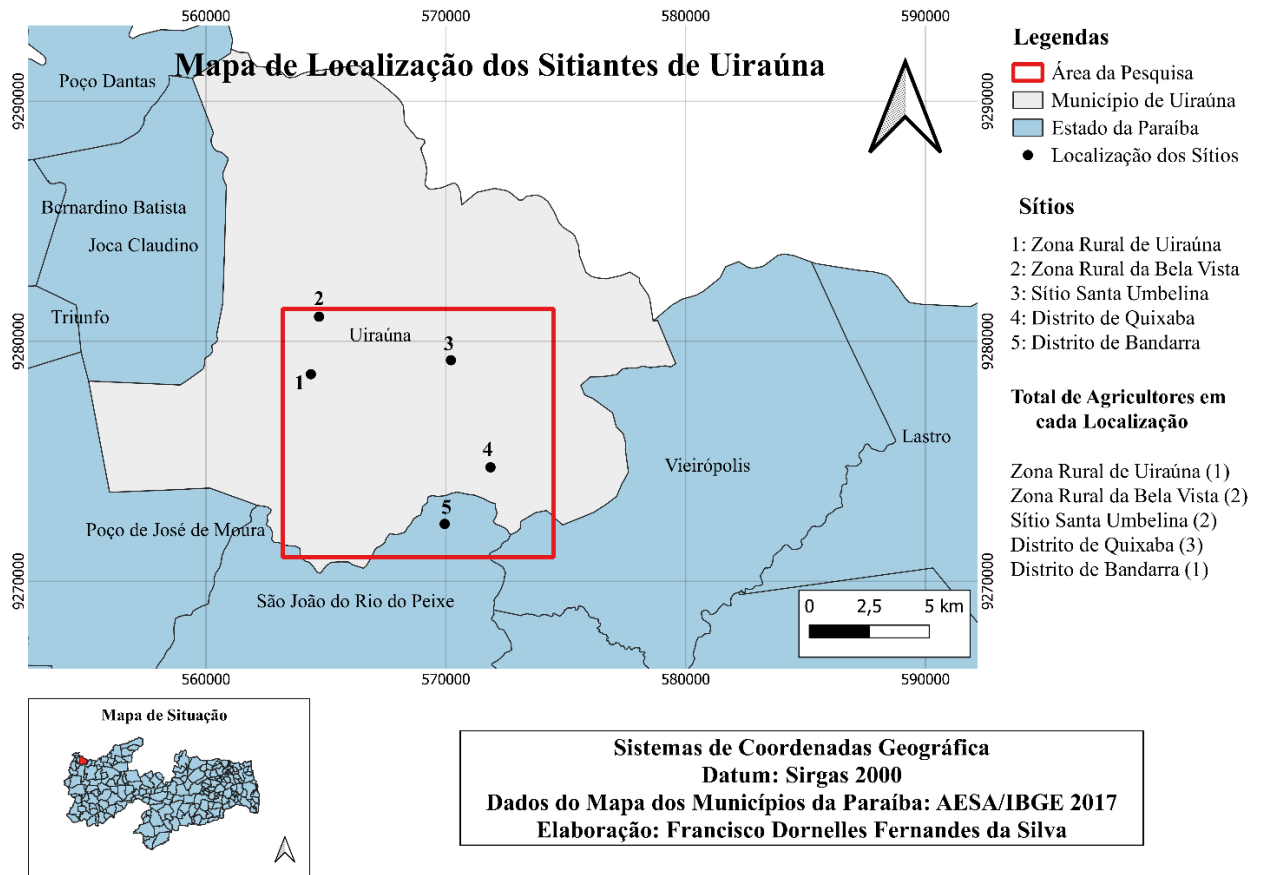 560000
570000
580000
590000
Mapa de Localização dos Sitiantes de Uiraúna
Poço Dantas
9290000
9290000
Bernardino Batista
Joca Claudino
Triunfo
9280000
9280000
2
Uiraúna
3
1
4
Vieirópolis
Lastro
5
Poço de José de Moura
São João do Rio do Peixe
9270000
9270000
0 2,5 5 km
560000
570000
580000
590000
Legendas
Área da Pesquisa
Município de Uiraúna
Estado da Paraíba
Localização dos Sítios
Sítios
1: Zona Rural de Uiraúna
2: Zona Rural da Bela Vista
3: Sítio Santa Umbelina
4: Distrito de Quixaba
5: Distrito de Bandarra
Total de Agricultores em
cada Localização
Zona Rural de Uiraúna (1)
Zona Rural da Bela Vista (2)
Sítio Santa Umbelina (2)
Distrito de Quixaba (3)
Distrito de Bandarra (1)
Mapa de Situação
Sistemas de Coordenadas Geográfica
Datum: Sirgas 2000
Dados do Mapa dos Municípios da Paraíba: AESA/IBGE 2017
Elaboração: Francisco Dornelles Fernandes da Silva